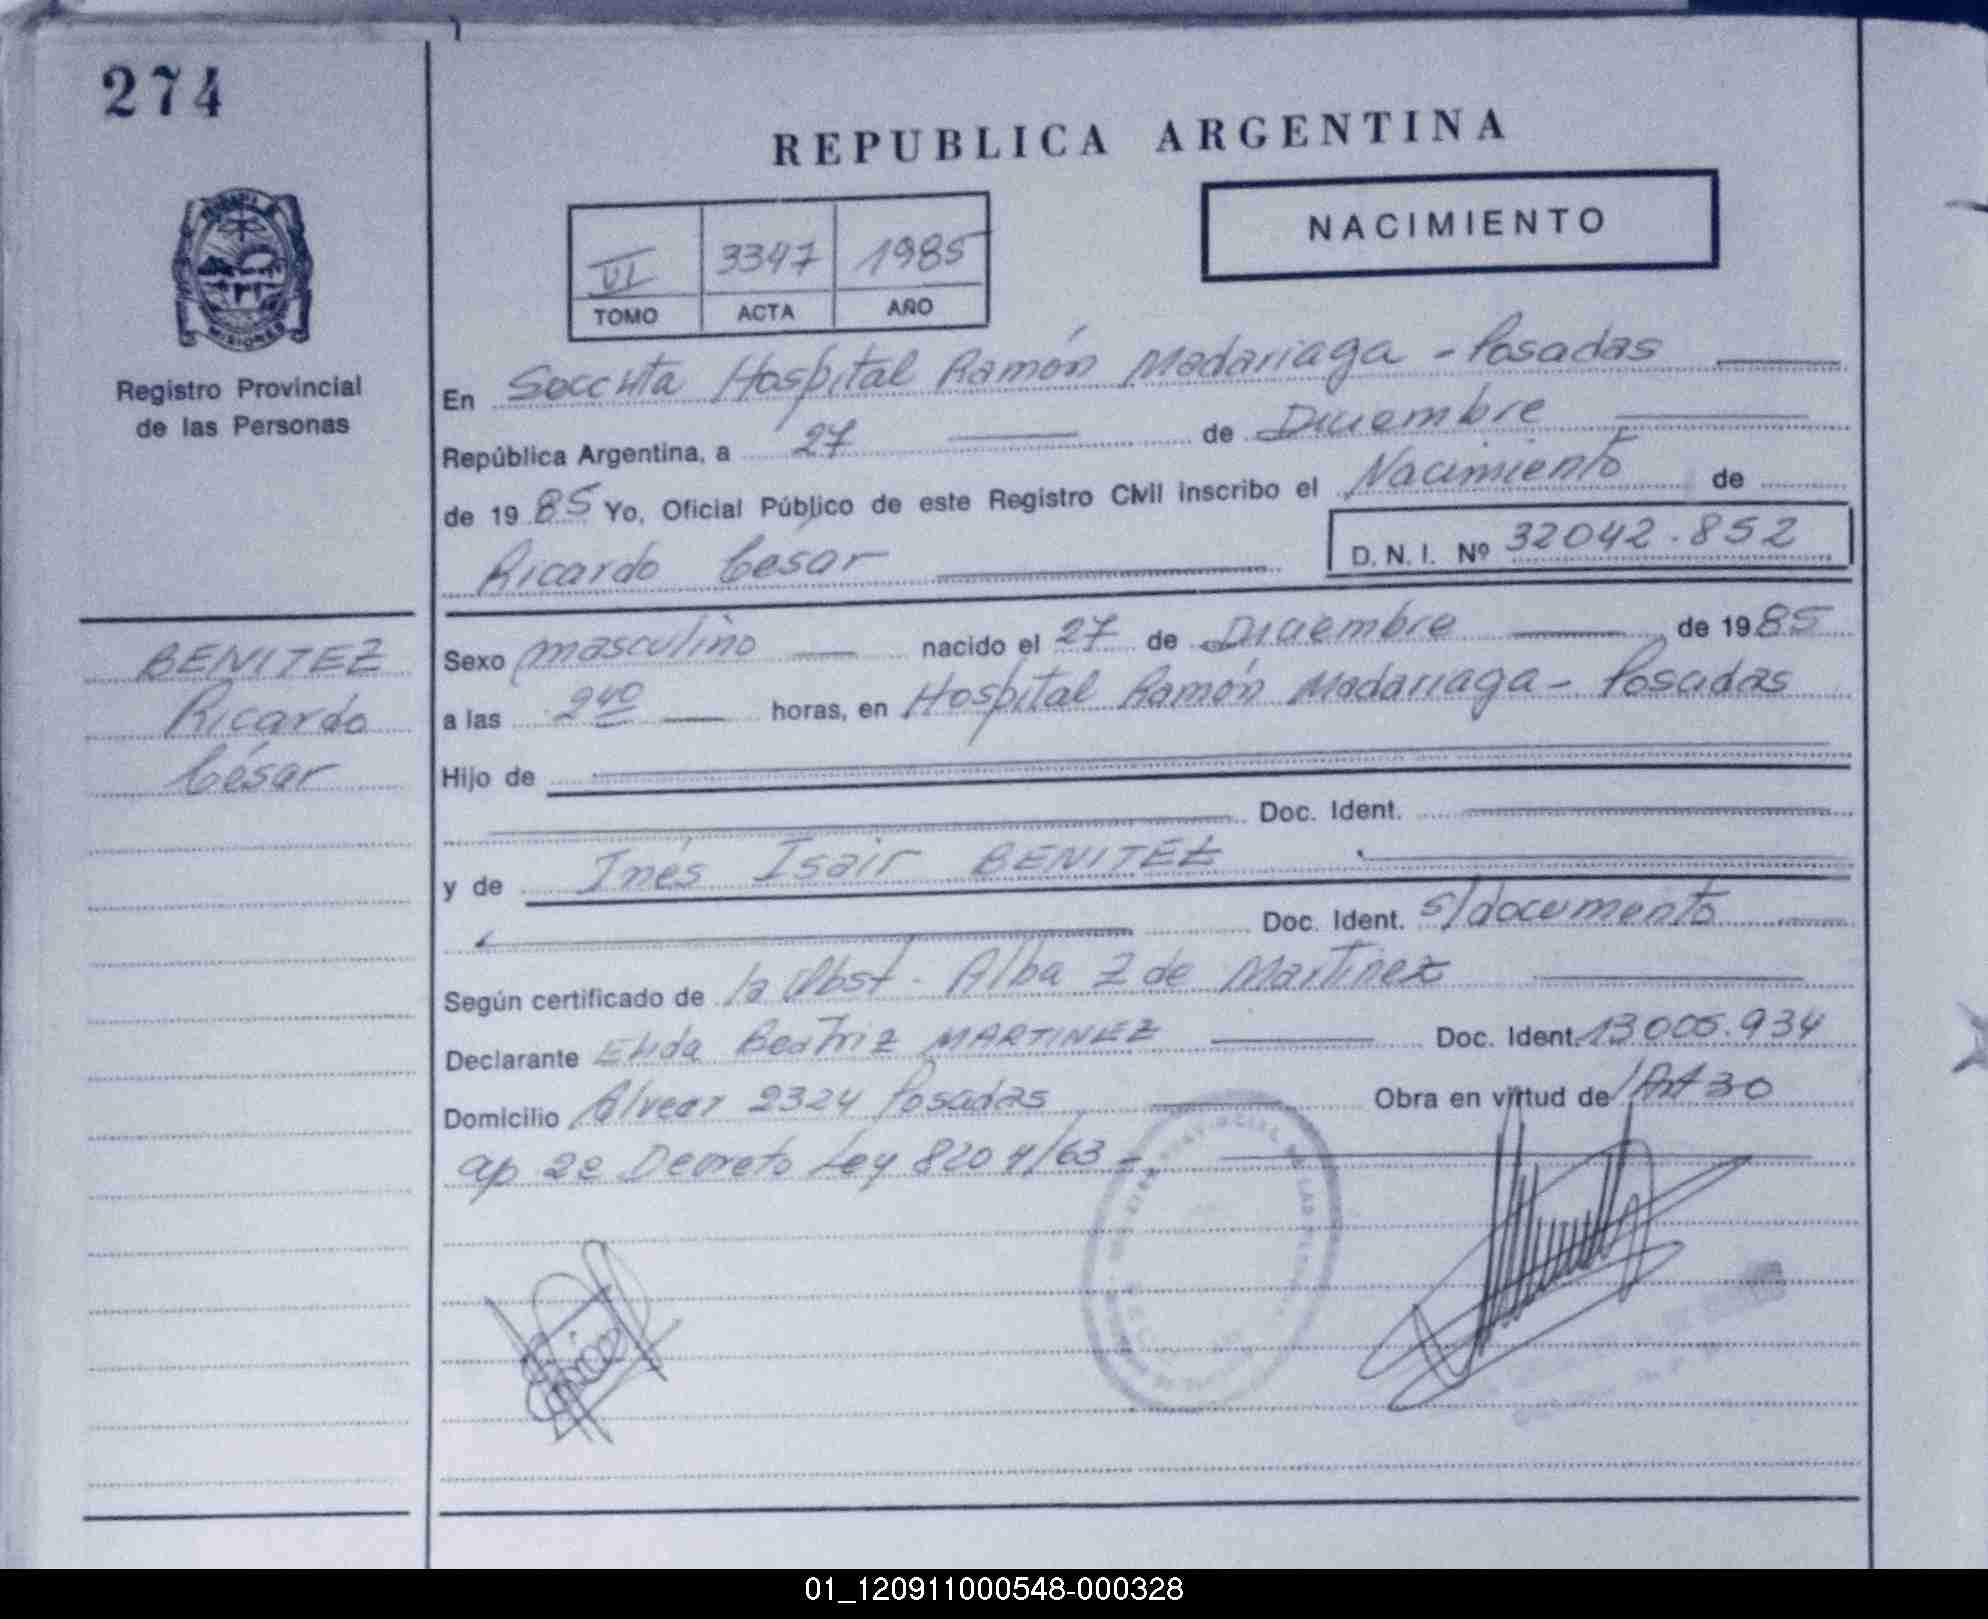 274
REPUBLICA ARGENTINA
NACIMIENTO
VI 3347 1985
TOMO ACTA AÑO
Registro Provincial
de las Personas
En Secc 4ta Hospital Ramón Madariaga - Posadas
República Argentina, a 27 de Diciembre
de 1985 Yo, Oficial Público de este Registro Civil inscribo el Nacimiento de
Ricardo César
D. N. I. Nº 32042.852
BENITEZ
Ricardo
César
Sexo masculino nacido el 27 de Diciembre de 1985
a las 2 40 horas, en Hospital Ramón Madariaga - Posadas
Hijo de
Doc. Ident.
y de Inés Isair BENITEZ
Doc. Ident. s/documento
Según certificado de la Obst. Alba Z de Martinez
Declarante Elida Beatriz MARTINEZ Doc. Ident. 13005.934
Domicilio Alvear 2324 Posadas Obra en virtud de Art 30
ap 2º Decreto Ley 8204/63 -
01_120911000548-000328